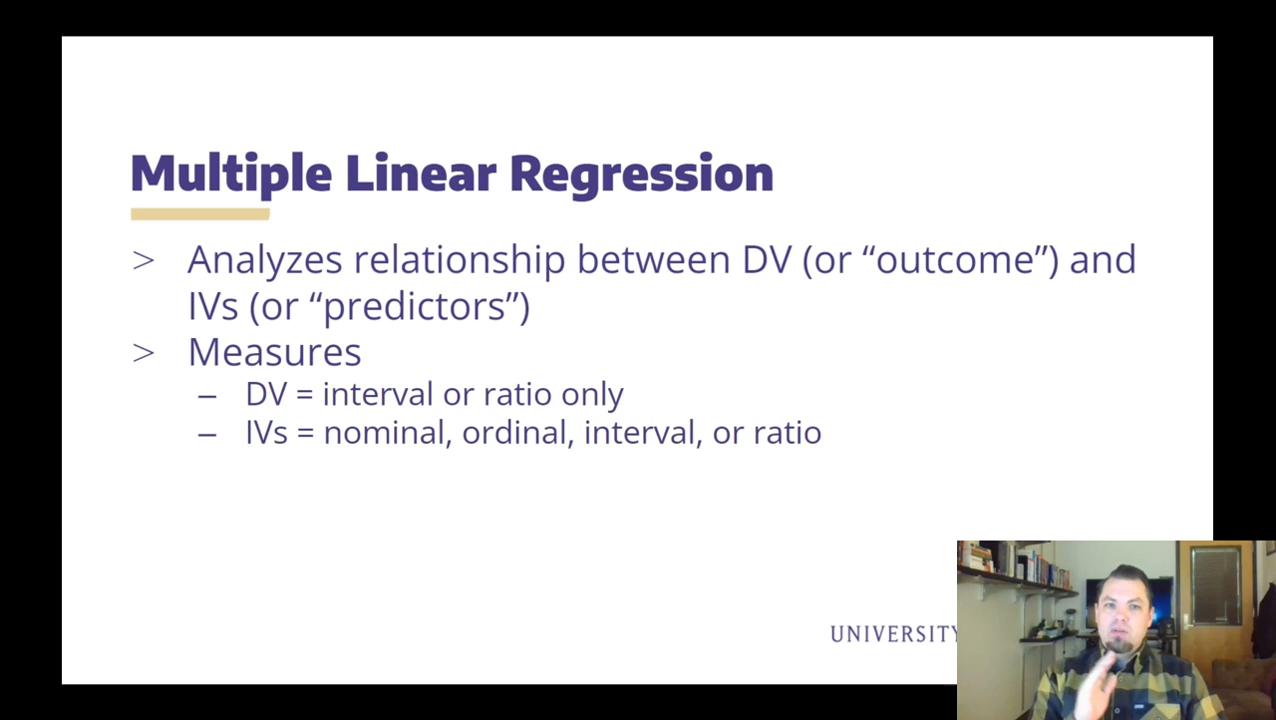 Multiple Linear Regression
> Analyzes relationship between DV (or “outcome”) and
IVs (or “predictors”)
> Measures
– DV = interval or ratio only
– IVs = nominal, ordinal, interval, or ratio
UNIVERSITY